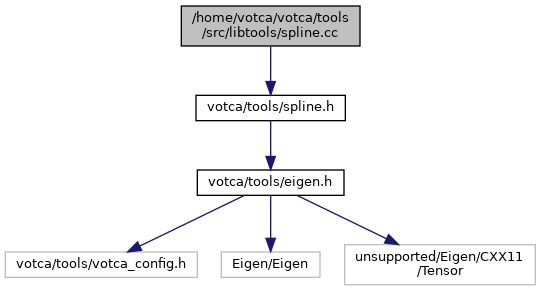 /home/votca/votca/tools
/src/libtools/spline.cc
votca/tools/spline.h
votca/tools/eigen.h
votca/tools/votca_config.h
Eigen/Eigen
unsupported/Eigen/CXX11
/Tensor